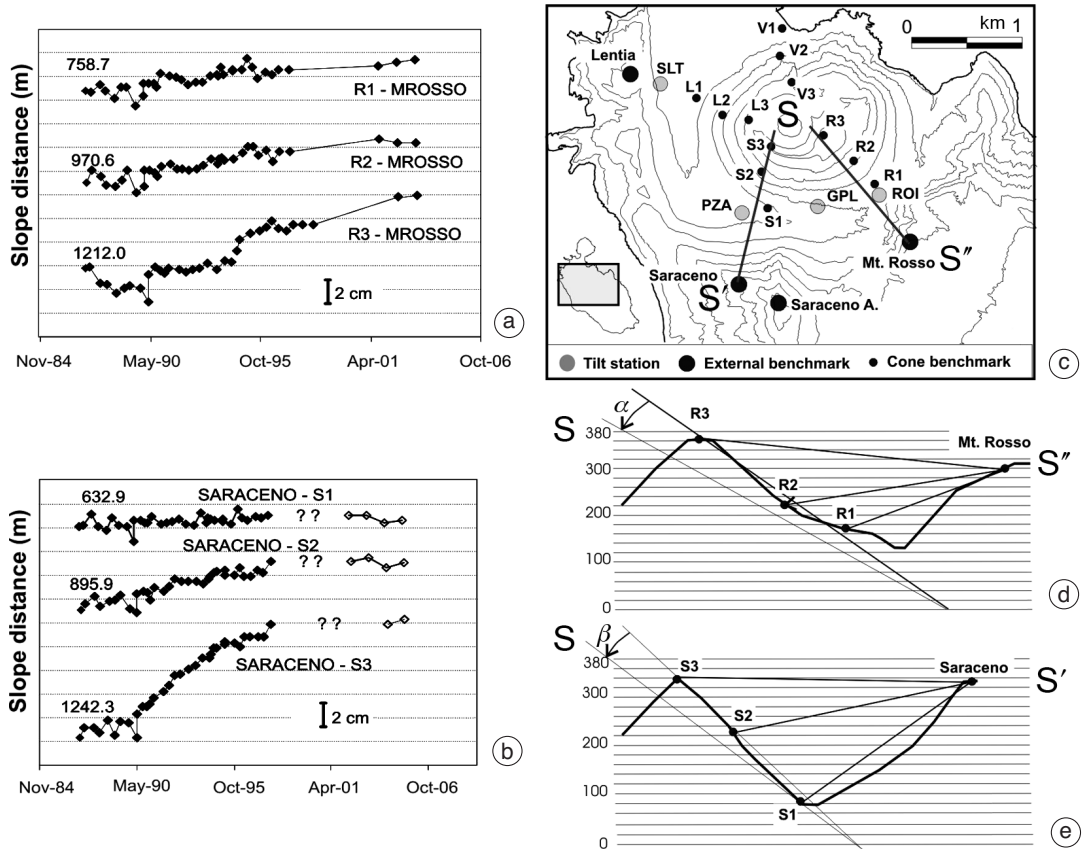 Slope distance (m)
758.7
R1 - MROSSO
970.6
R2 - MROSSO
1212.0
R3 - MROSSO
2 cm
a
Nov-84 May-90 Oct-95 Apr-01 Oct-06
Slope distance (m)
632.9
SARACENO - S1
? ?
SARACENO - S2
? ?
895.9
? ?
SARACENO - S3
1242.3
2 cm
b
Nov-84 May-90 Oct-95 Apr-01 Oct-06
0 km 1
V1
V2
Lentia
SLT
V3
L1
L2
L3
S
R3
S3
R2
S2
R1
PZA
GPL
ROI
S1
Mt. Rosso
S″
Saraceno
S′
Saraceno A.
Tilt station External benchmark Cone benchmark
c
α
R3
S
380
Mt. Rosso
S″
300
R2
200
R1
100
0
d
S
β
380
S3
Saraceno
S′
300
S2
200
100
S1
0
e